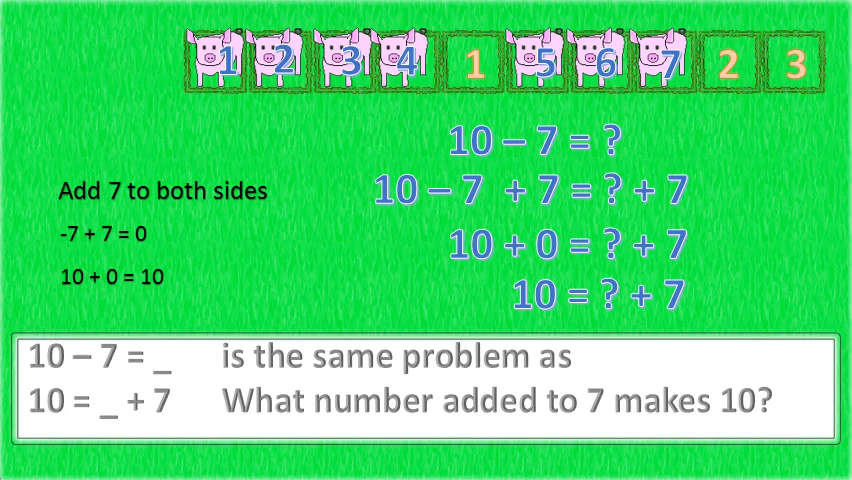 1 2 3 4 1 5 6 7 2 3
10 – 7 = ?
Add 7 to both sides
10 – 7 + 7 = ? + 7
-7 + 7 = 0
10 + 0 = ? + 7
10 + 0 = 10
10 = ? + 7
10 – 7 = _ is the same problem as
10 = _ + 7 What number added to 7 makes 10?